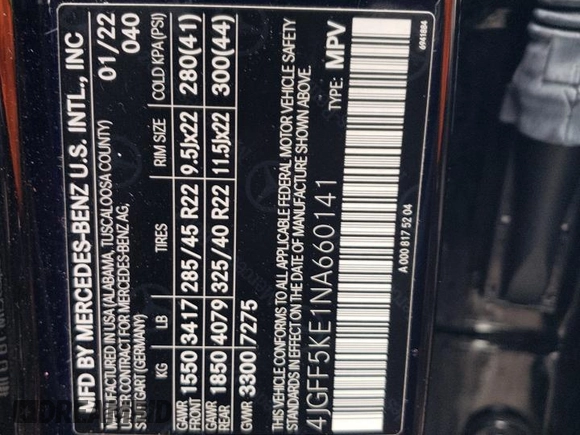 MFD BY MERCEDES-BENZ U.S. INTL., INC
MANUFACTURED IN USA (ALABAMA, TUSCALOOSA COUNTY)
UNDER CONTRACT FOR MERCEDES-BENZ AG,
STUTTGART (GERMANY)
01/22
040
KG LB TIRES RIM SIZE COLD KPA (PSI)
GAWR FRONT 1550 3417 285/45 R22 9.5Jx22 280(41)
GAWR REAR 1850 4079 325/40 R22 11.5Jx22 300(44)
GVWR 3300 7275
THIS VEHICLE CONFORMS TO ALL APPLICABLE FEDERAL MOTOR VEHICLE SAFETY
STANDARDS IN EFFECT ON THE DATE OF MANUFACTURE SHOWN ABOVE.
4JGFF5KE1NA660141 TYPE: MPV
A 000 817 52 04
6941884